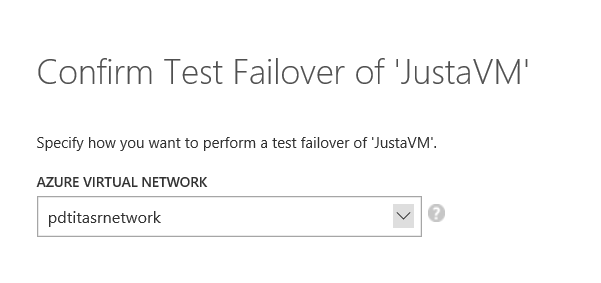 Confirm Test Failover of 'JustaVM'
Specify how you want to perform a test failover of 'JustaVM'.
AZURE VIRTUAL NETWORK
pdtitasrnetwork
?